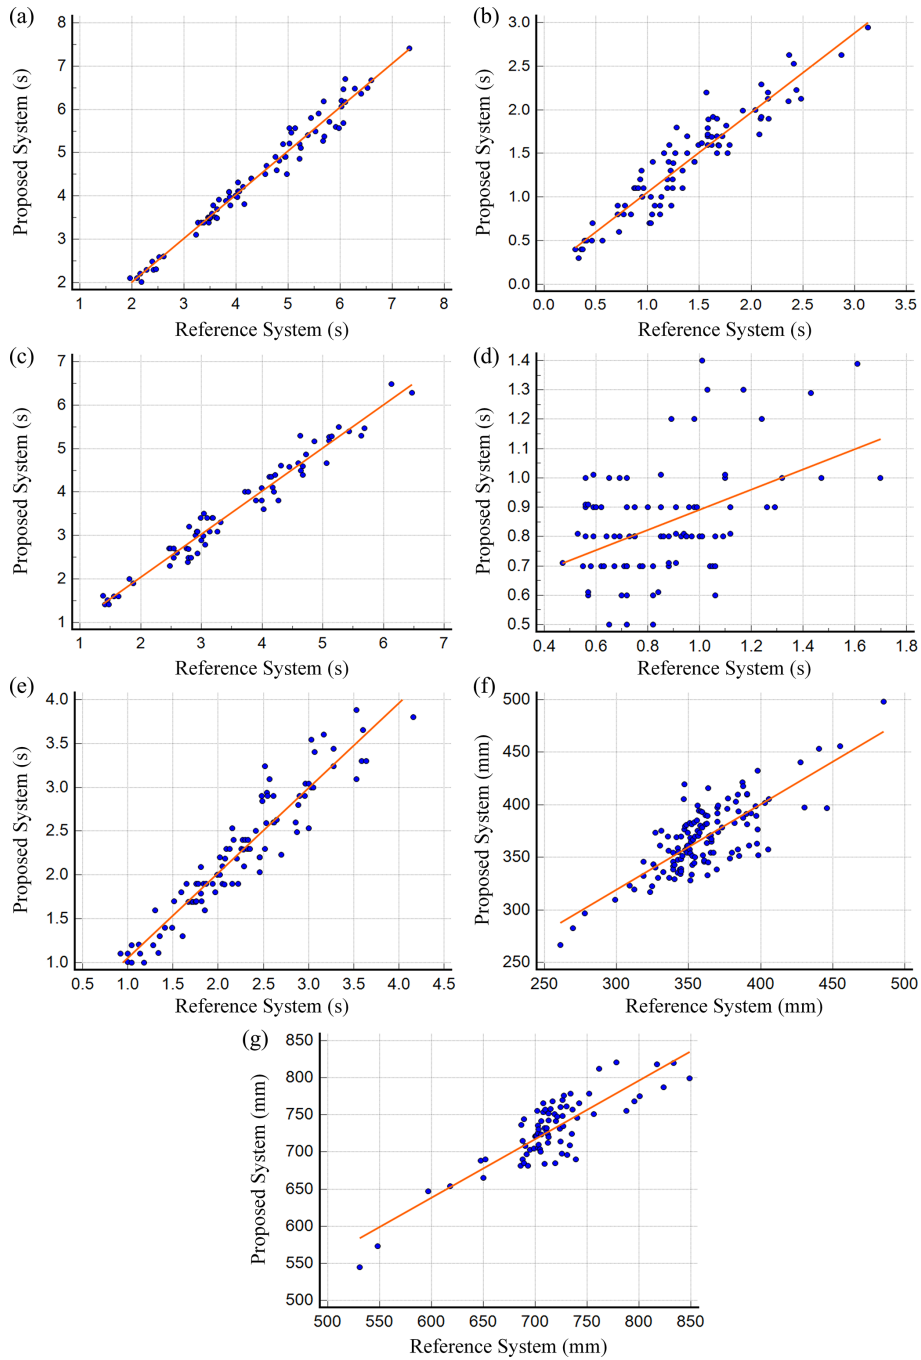 (a)
8
7
6
5
4
3
2
Proposed System (s)
1 2 3 4 5 6 7 8
Reference System (s)
(b)
3.0
2.5
2.0
1.5
1.0
0.5
0.0
Proposed System (s)
0.0 0.5 1.0 1.5 2.0 2.5 3.0 3.5
Reference System (s)
(c)
7
6
5
4
3
2
1
Proposed System (s)
1 2 3 4 5 6 7
Reference System (s)
(d)
1.4
1.3
1.2
1.1
1.0
0.9
0.8
0.7
0.6
0.5
Proposed System (s)
0.4 0.6 0.8 1.0 1.2 1.4 1.6 1.8
Reference System (s)
(e)
4.0
3.5
3.0
2.5
2.0
1.5
1.0
Proposed System (s)
0.5 1.0 1.5 2.0 2.5 3.0 3.5 4.0 4.5
Reference System (s)
(f)
500
450
400
350
300
250
Proposed System (mm)
250 300 350 400 450 500
Reference System (mm)
(g)
850
800
750
700
650
600
550
500
Proposed System (mm)
500 550 600 650 700 750 800 850
Reference System (mm)